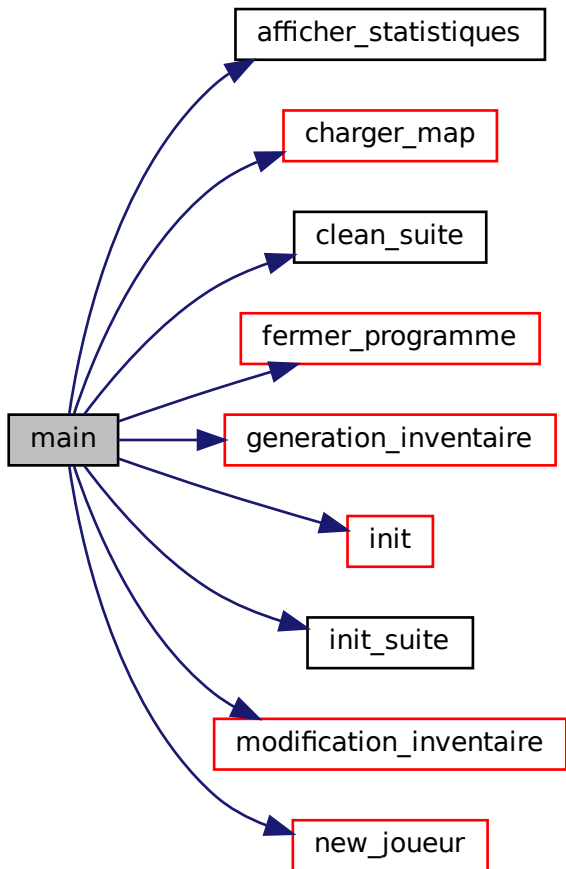 afficher_statistiques
charger_map
clean_suite
fermer_programme
main
generation_inventaire
init
init_suite
modification_inventaire
new_joueur